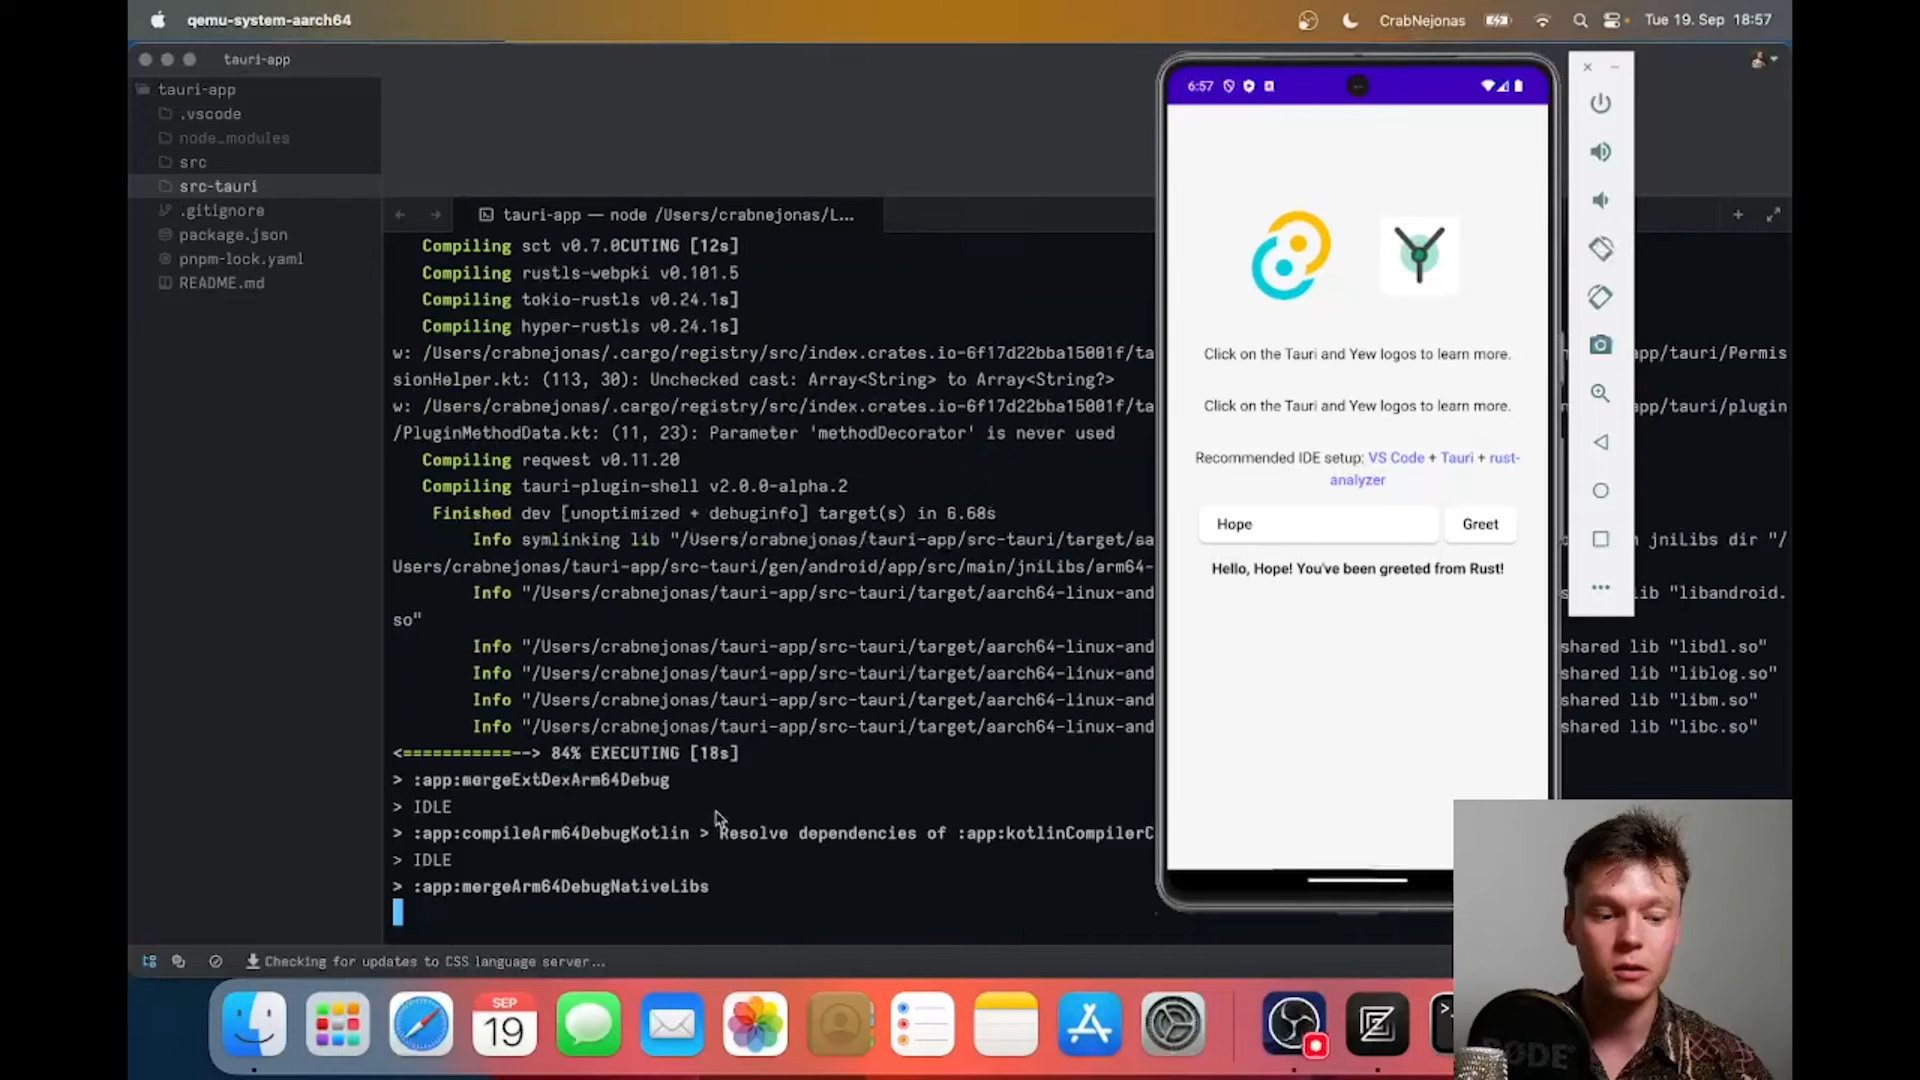 qemu-system-aarch64
CrabNejonas
Tue 19. Sep 18:57
tauri-app
tauri-app
.vscode
node_modules
src
src-tauri
.gitignore
package.json
pnpm-lock.yaml
README.md
tauri-app — node /Users/crabnejonas/L...
Compiling sct v0.7.0CUTING [12s]
Compiling rustls-webpki v0.101.5
Compiling tokio-rustls v0.24.1s]
Compiling hyper-rustls v0.24.1s]
w: /Users/crabnejonas/.cargo/registry/src/index.crates.io-6f17d22bba15001f/ta app/tauri/Permis
sionHelper.kt: (113, 30): Unchecked cast: Array<String> to Array<String?>
w: /Users/crabnejonas/.cargo/registry/src/index.crates.io-6f17d22bba15001f/ta app/tauri/plugin
/PluginMethodData.kt: (11, 23): Parameter 'methodDecorator' is never used
Compiling reqwest v0.11.20
Compiling tauri-plugin-shell v2.0.0-alpha.2
Finished dev [unoptimized + debuginfo] target(s) in 6.60s
Info symlinking lib "/Users/crabnejonas/tauri-app/src-tauri/target/aa n jniLibs dir "/
Users/crabnejonas/tauri-app/src-tauri/gen/android/app/src/main/jniLibs/arm64-
Info "/Users/crabnejonas/tauri-app/src-tauri/target/aarch64-linux-and lib "libandroid.
so"
Info "/Users/crabnejonas/tauri-app/src-tauri/target/aarch64-linux-and shared lib "libdl.so"
Info "/Users/crabnejonas/tauri-app/src-tauri/target/aarch64-linux-and shared lib "liblog.so"
Info "/Users/crabnejonas/tauri-app/src-tauri/target/aarch64-linux-and shared lib "libm.so"
Info "/Users/crabnejonas/tauri-app/src-tauri/target/aarch64-linux-and shared lib "libc.so"
<===========--> 84% EXECUTING [18s]
> :app:mergeExtDexArm64Debug
> IDLE
> :app:compileArm64DebugKotlin > Resolve dependencies of :app:kotlinCompilerC
> IDLE
> :app:mergeArm64DebugNativeLibs
6:57
Click on the Tauri and Yew logos to learn more.
Click on the Tauri and Yew logos to learn more.
Recommended IDE setup: VS Code + Tauri + rust-
analyzer
Hope
Greet
Hello, Hope! You've been greeted from Rust!
Checking for updates to CSS language server...
SEP
19
RØDE